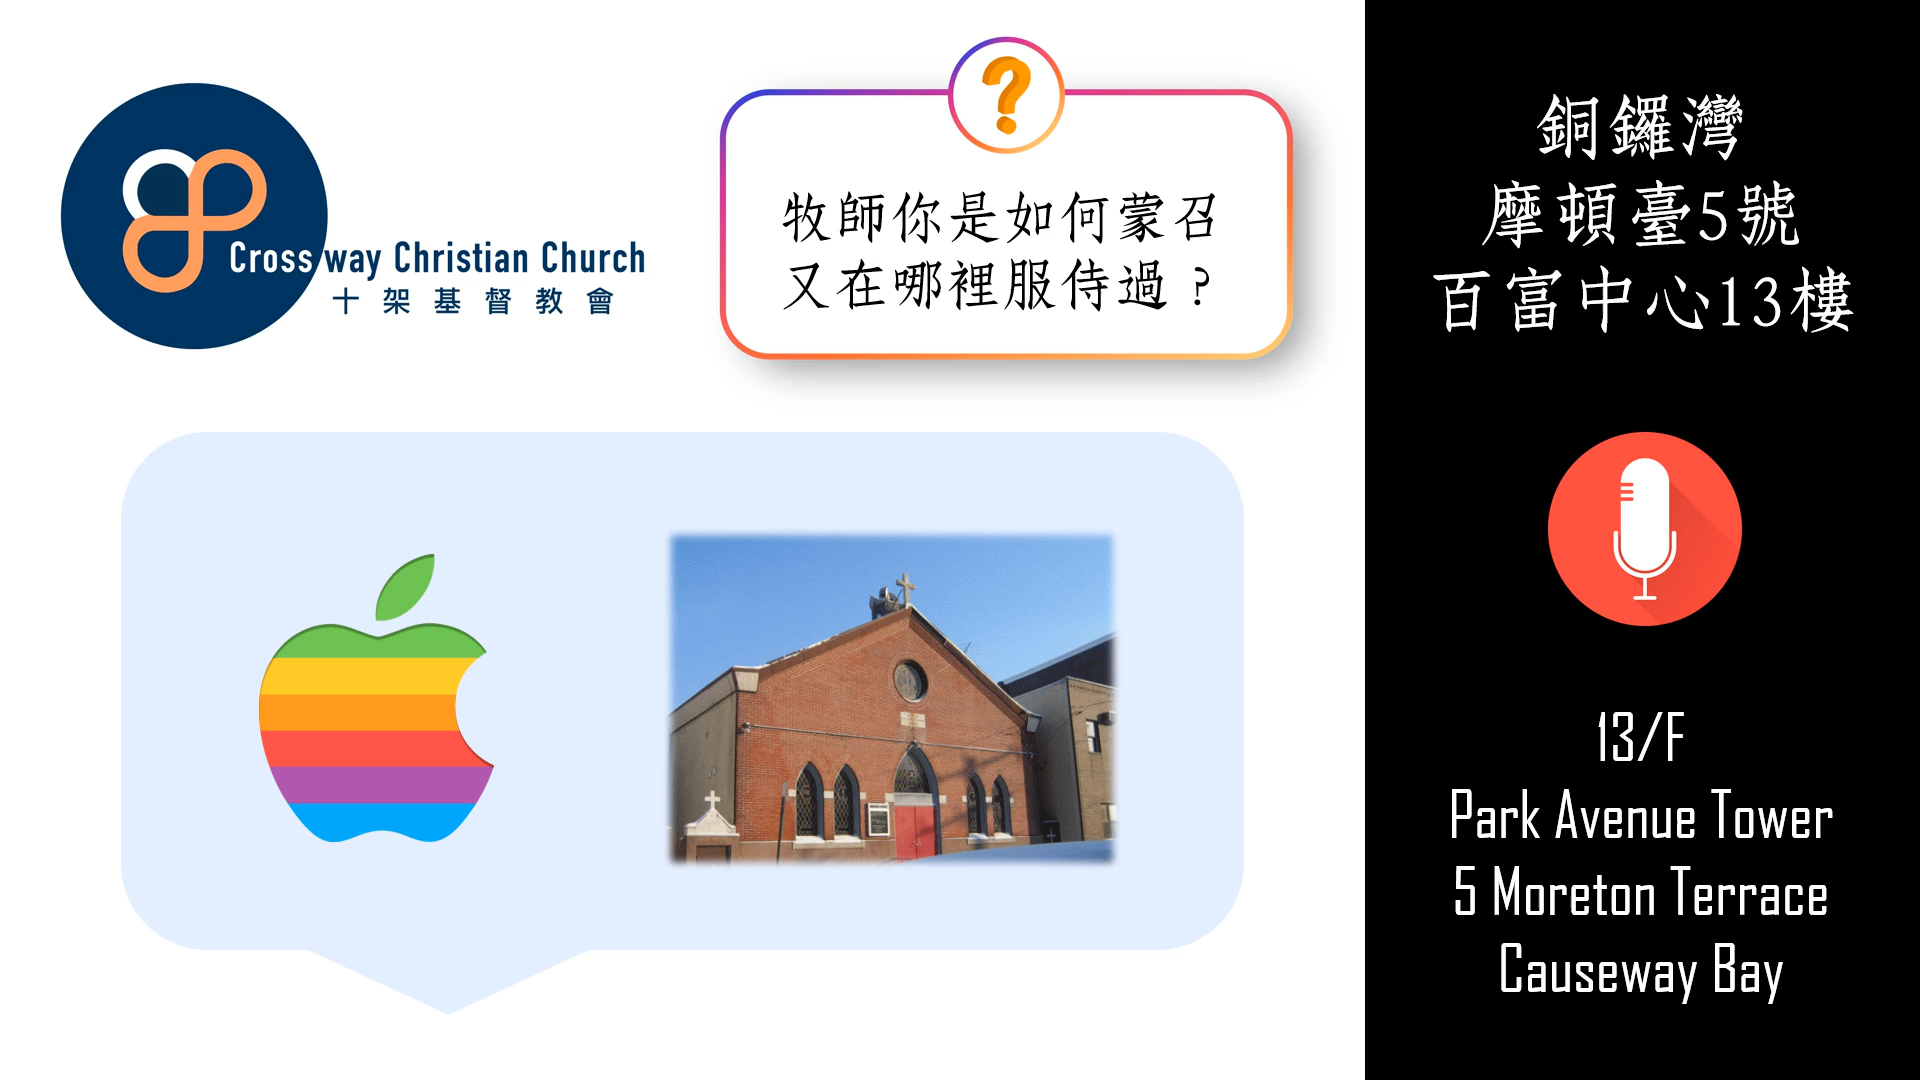 Cross way Christian Church
十架基督教會
牧師你是如何蒙召
又在哪裡服侍過？
銅鑼灣
摩頓臺5號
百富中心13樓
13/F
Park Avenue Tower
5 Moreton Terrace
Causeway Bay